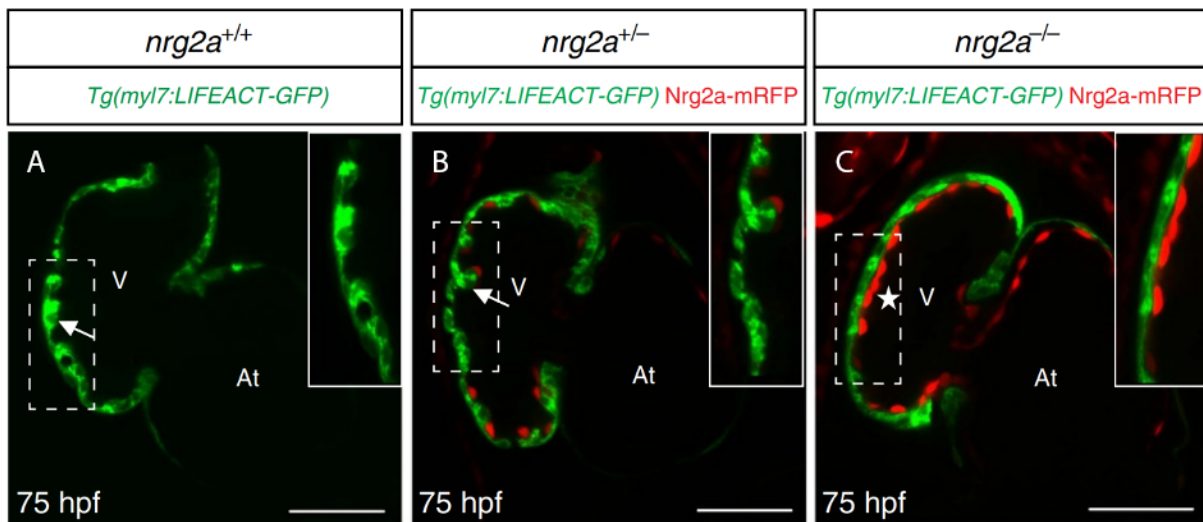 nrg2a+/+
nrg2a+/−
nrg2a−/−
Tg(myl7:LIFEACT-GFP)
Tg(myl7:LIFEACT-GFP) Nrg2a-mRFP
Tg(myl7:LIFEACT-GFP) Nrg2a-mRFP
A
V
At
75 hpf
B
V
At
75 hpf
C
V
At
75 hpf